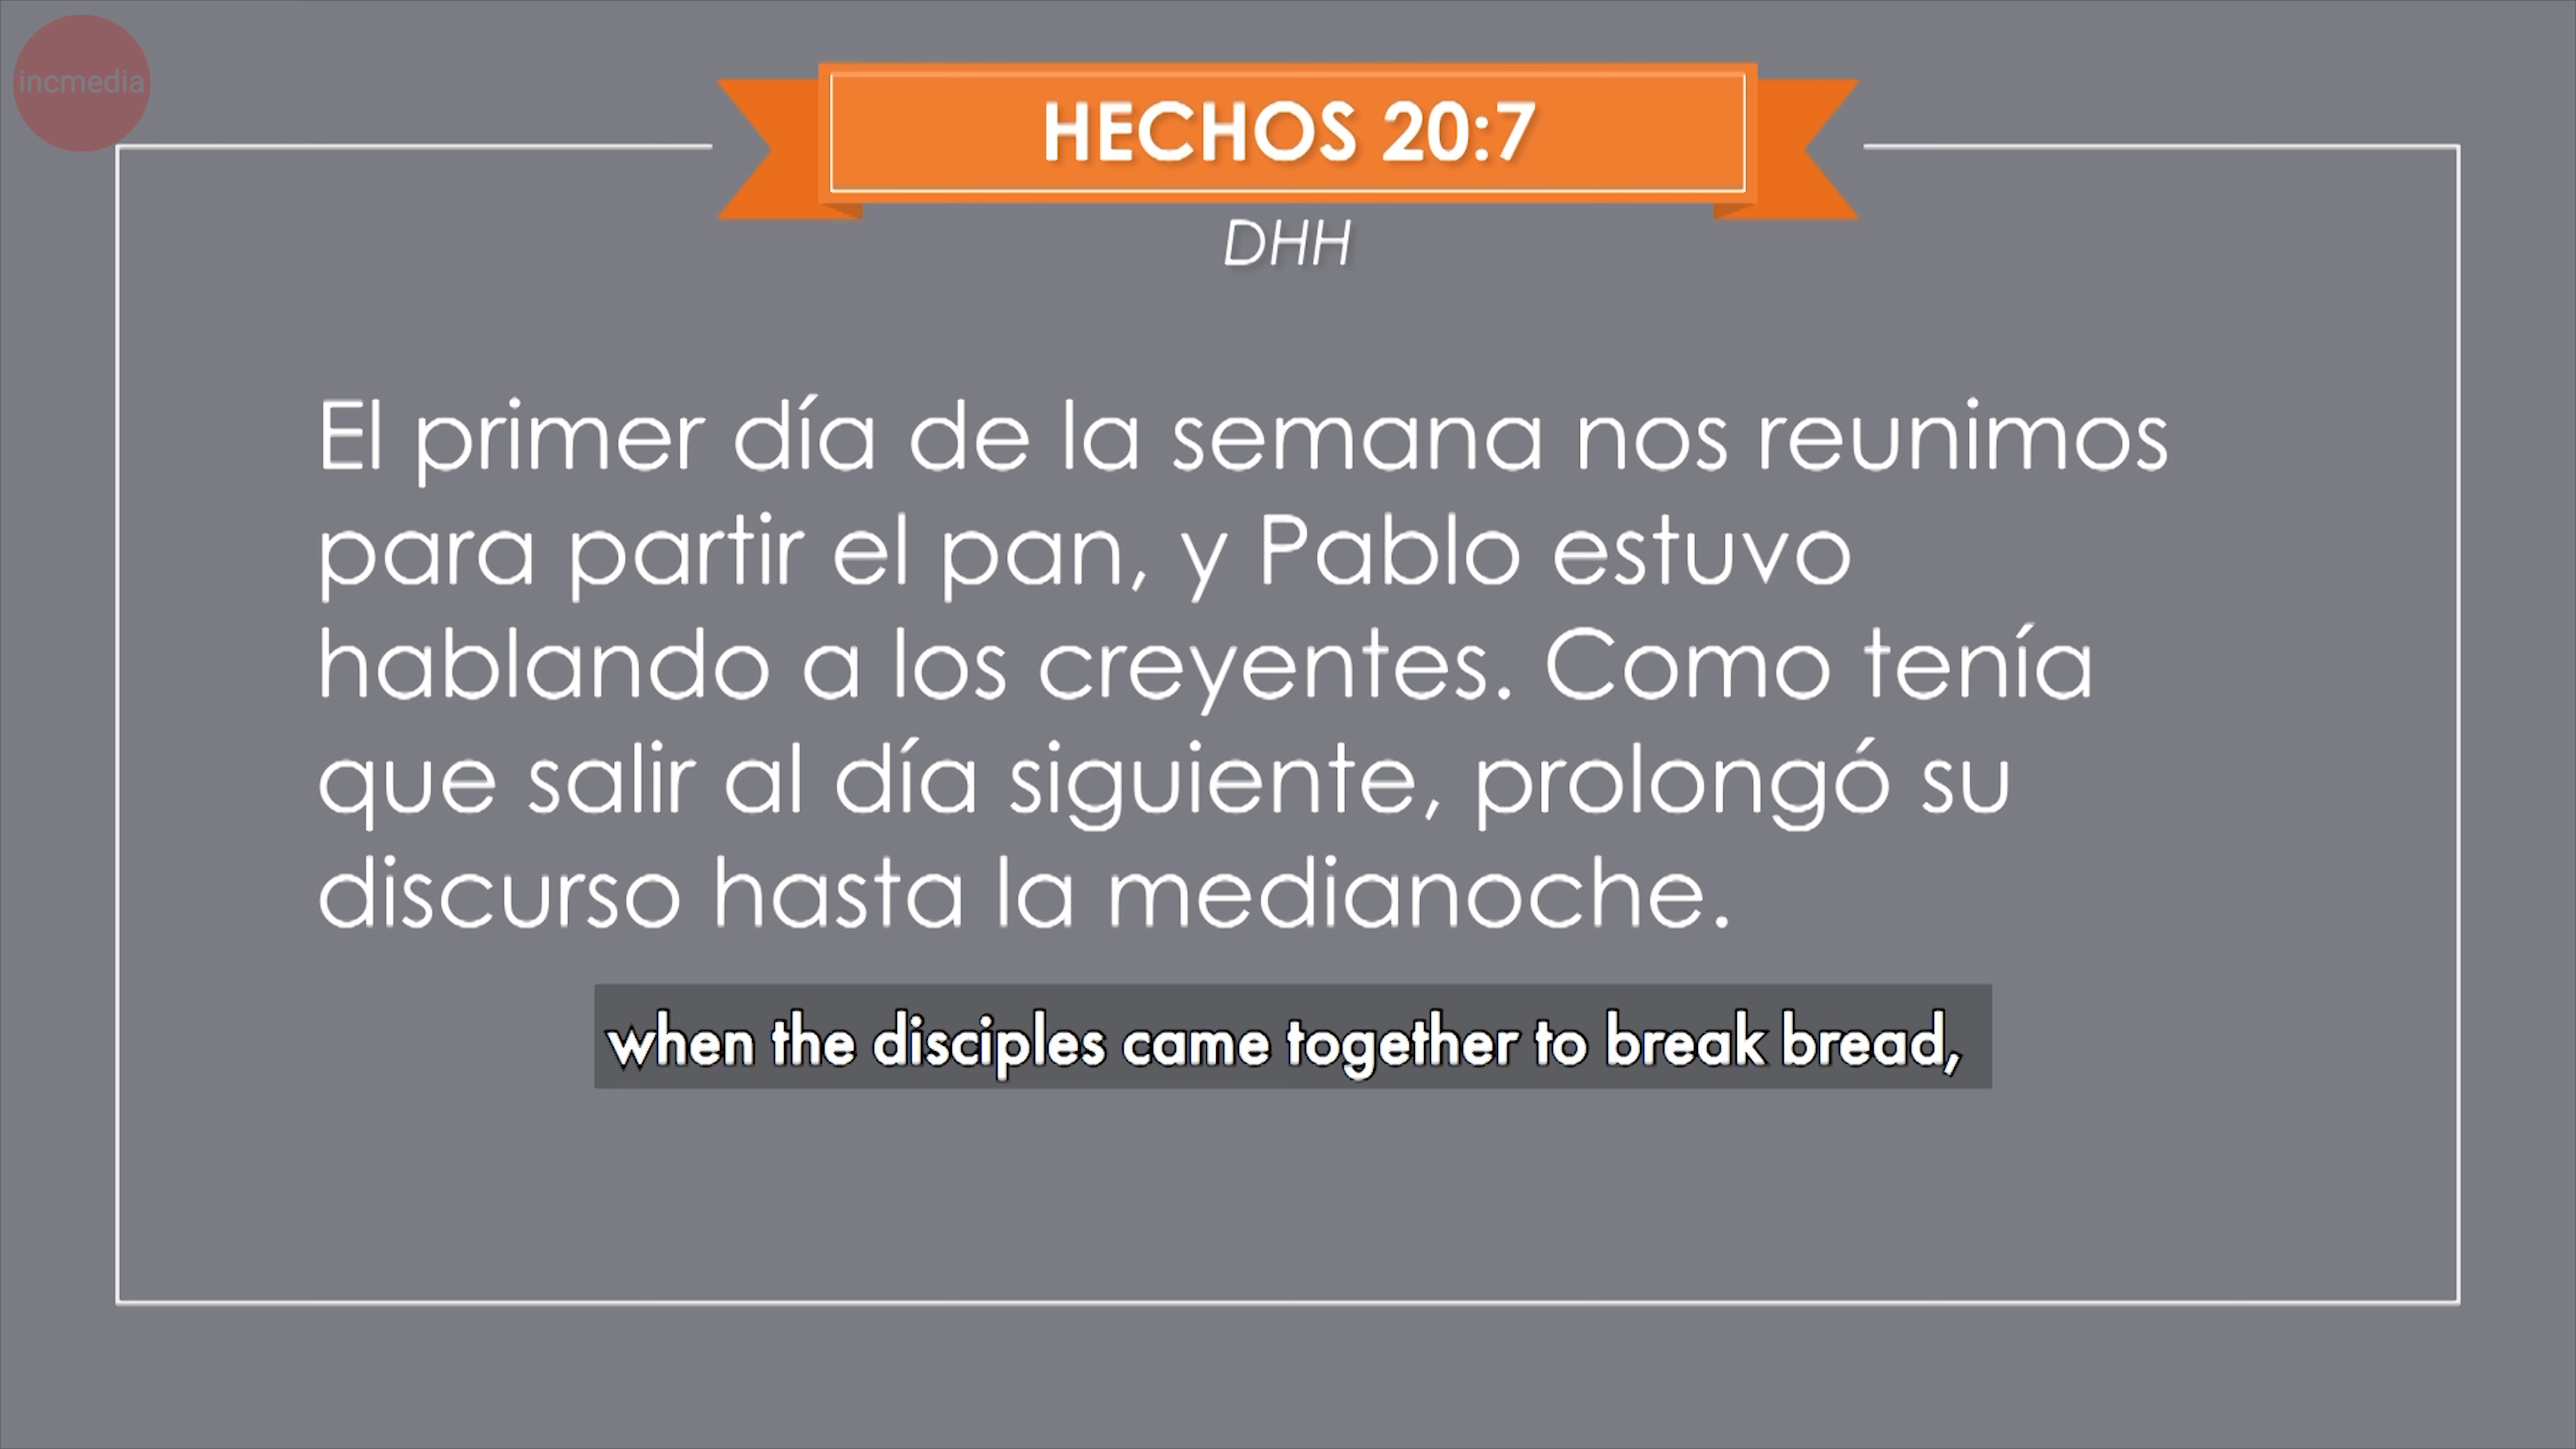 incmedia
HECHOS 20:7
DHH
El primer día de la semana nos reunimos
para partir el pan, y Pablo estuvo
hablando a los creyentes. Como tenía
que salir al día siguiente, prolongó su
discurso hasta la medianoche.
when the disciples came together to break bread,